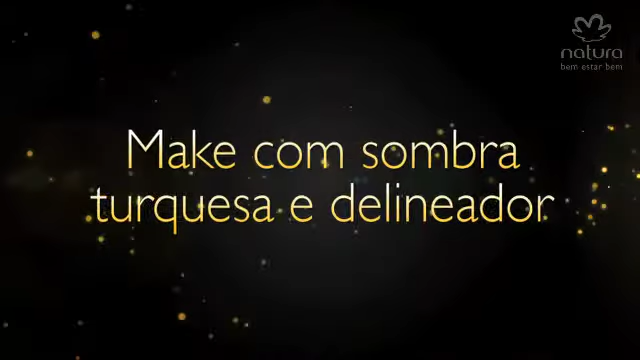 natura
bem estar bem
Make com sombra
turquesa e delineador